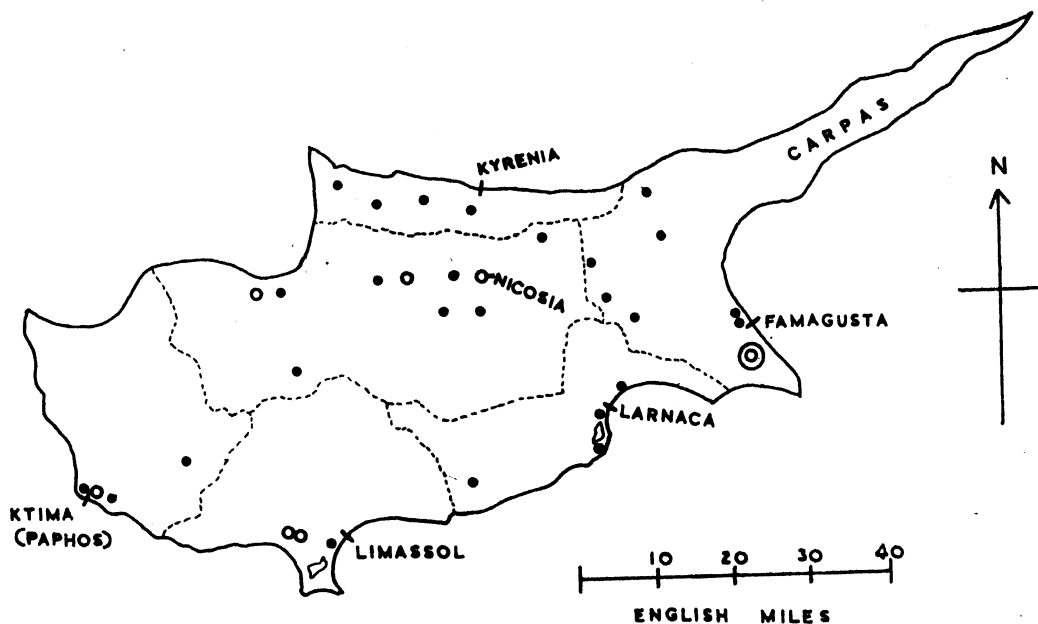 CARPAS
KYRENIA
N
NICOSIA
FAMAGUSTA
LARNACA
KTIMA
(PAPHOS)
LIMASSOL
10 20 30 40
ENGLISH MILES